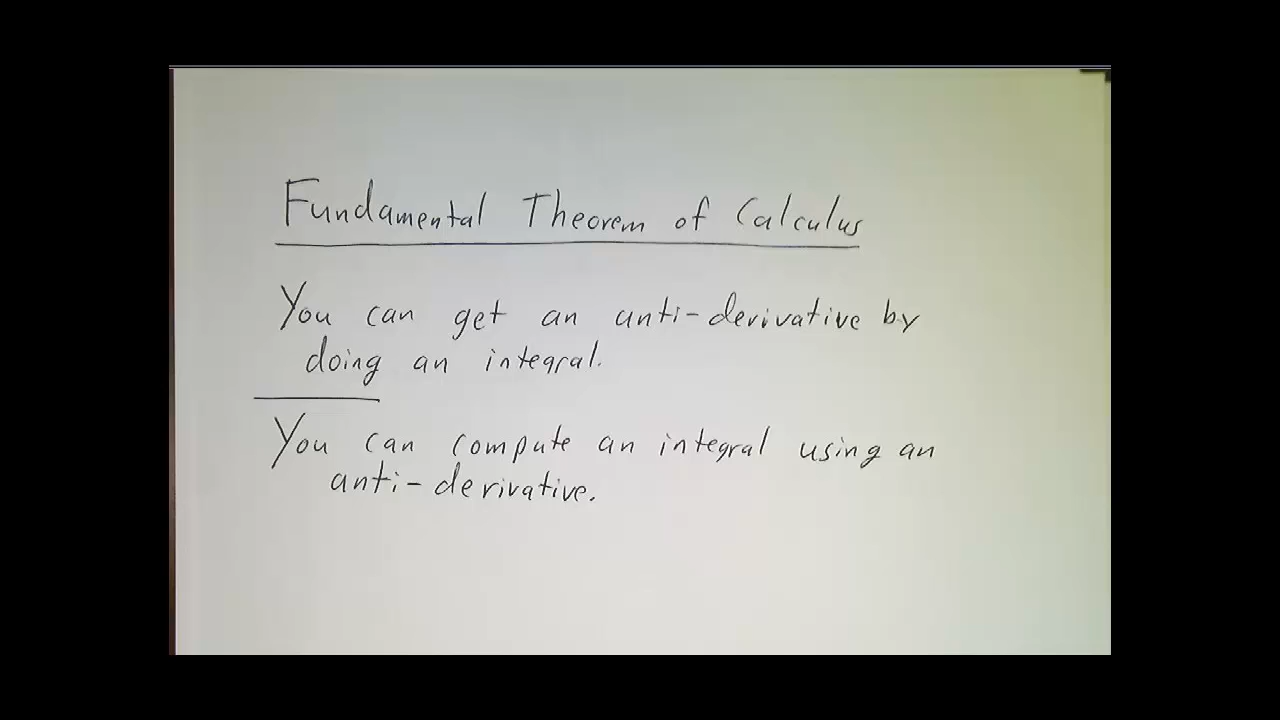 Fundamental Theorem of Calculus
You can get an anti-derivative by
doing an integral.
You can compute an integral using an
anti-derivative.